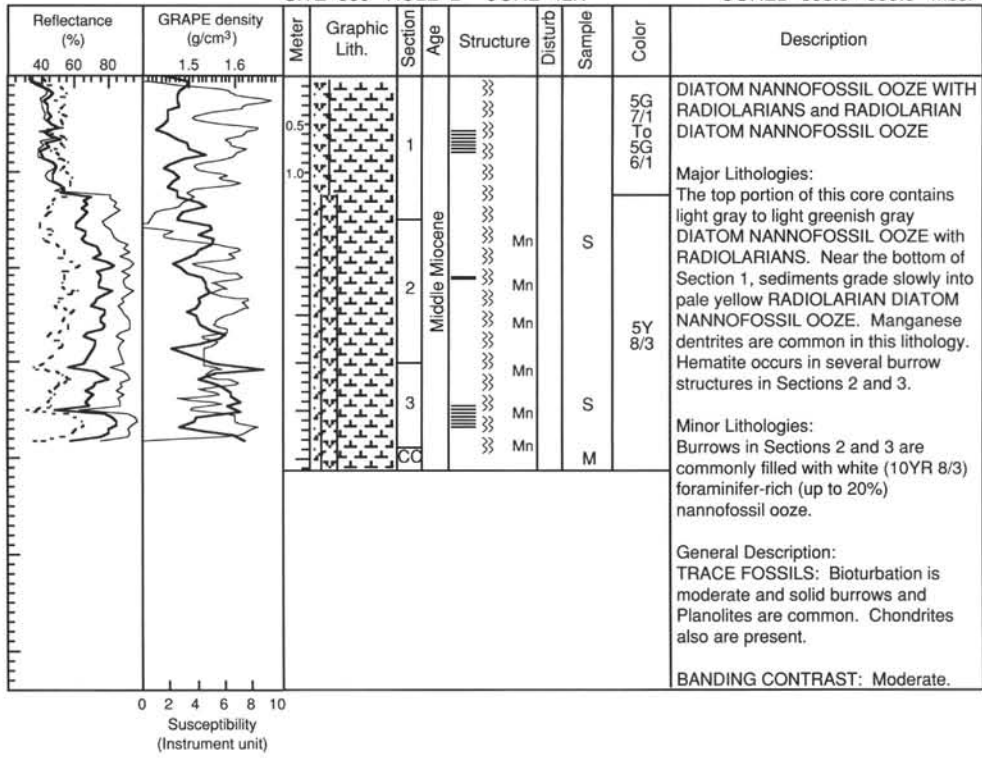 Reflectance
(%)
40 60 80
GRAPE density
(g/cm³)
1.5 1.6
Meter
Graphic
Lith.
Section
Age
Structure
Disturb
Sample
Color
Description
0.5
1.0
1
2
3
CC
Middle Miocene
Mn
Mn
Mn
Mn
Mn
Mn
S
S
M
5G
7/1
To
5G
6/1
5Y
8/3
DIATOM NANNOFOSSIL OOZE WITH
RADIOLARIANS and RADIOLARIAN
DIATOM NANNOFOSSIL OOZE
Major Lithologies:
The top portion of this core contains
light gray to light greenish gray
DIATOM NANNOFOSSIL OOZE with
RADIOLARIANS. Near the bottom of
Section 1, sediments grade slowly into
pale yellow RADIOLARIAN DIATOM
NANNOFOSSIL OOZE. Manganese
dentrites are common in this lithology.
Hematite occurs in several burrow
structures in Sections 2 and 3.
Minor Lithologies:
Burrows in Sections 2 and 3 are
commonly filled with white (10YR 8/3)
foraminifer-rich (up to 20%)
nannofossil ooze.
General Description:
TRACE FOSSILS: Bioturbation is
moderate and solid burrows and
Planolites are common. Chondrites
also are present.
BANDING CONTRAST: Moderate.
0 2 4 6 8 10
Susceptibility
(Instrument unit)